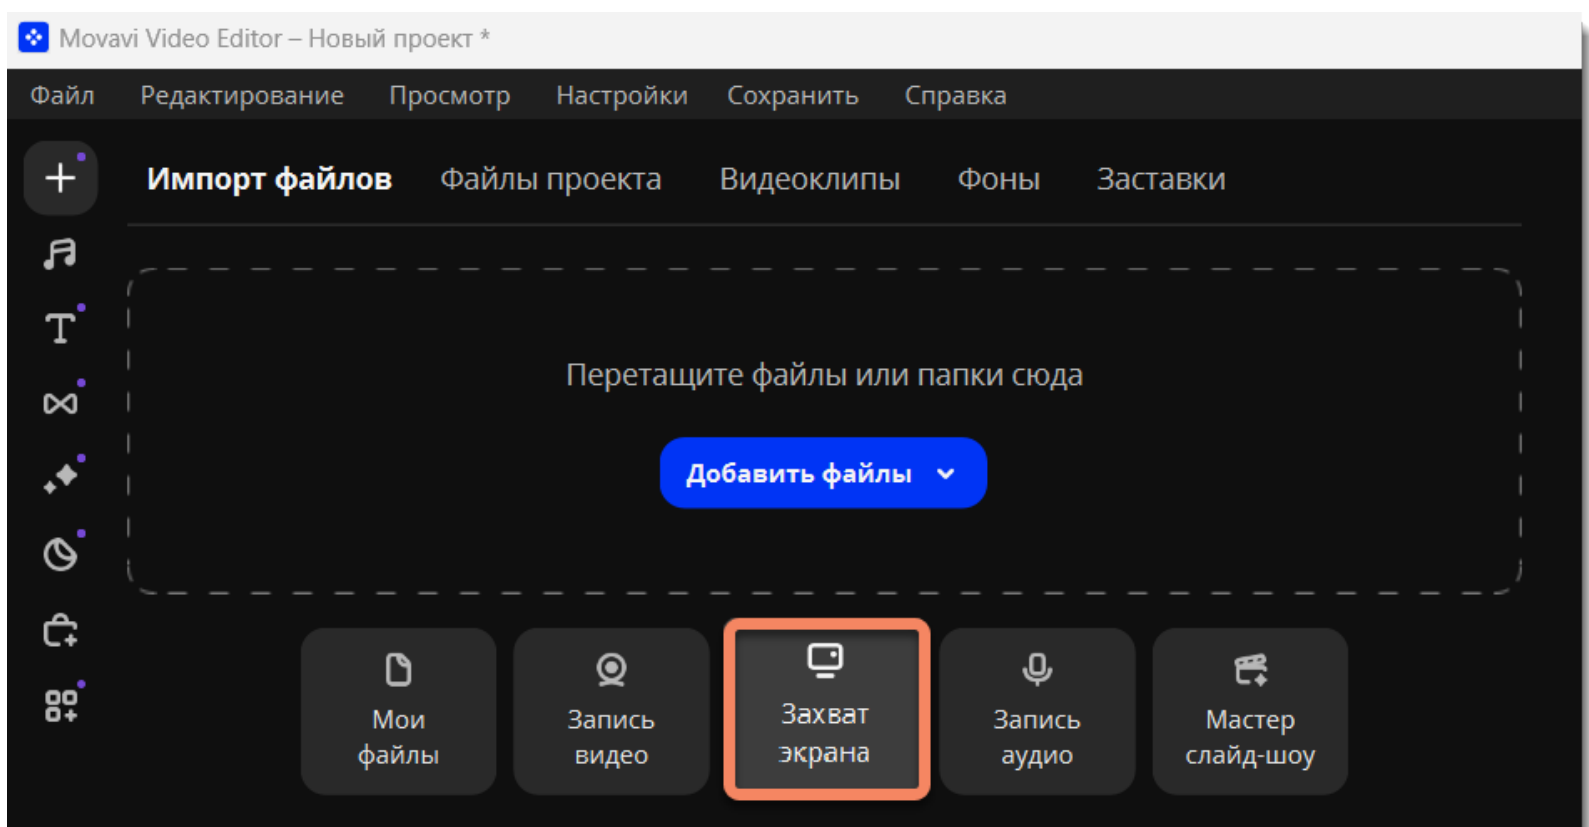 Movavi Video Editor – Новый проект *
Файл Редактирование Просмотр Настройки Сохранить Справка
Импорт файлов Файлы проекта Видеоклипы Фоны Заставки
Перетащите файлы или папки сюда
Добавить файлы
Мои
файлы
Запись
видео
Захват
экрана
Запись
аудио
Мастер
слайд-шоу